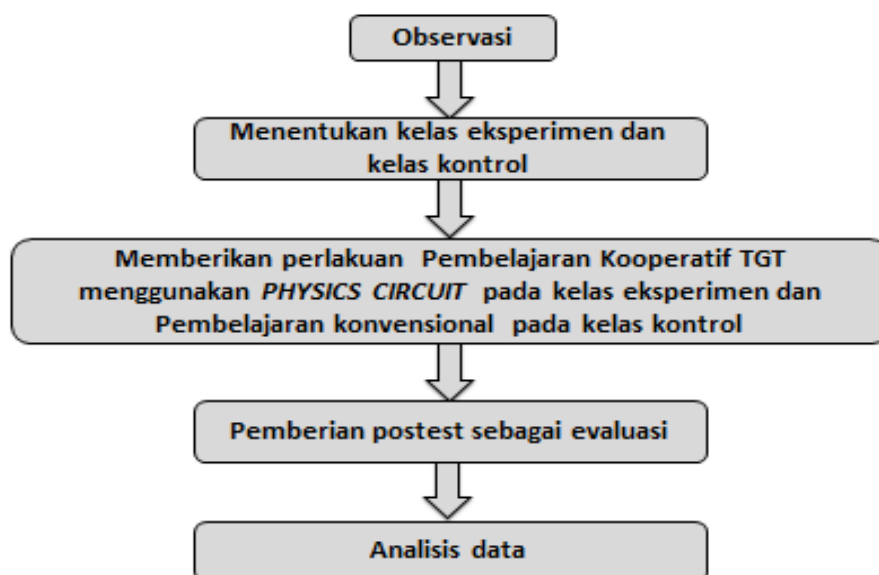 Observasi
Menentukan kelas eksperimen dan
kelas kontrol
Memberikan perlakuan Pembelajaran Kooperatif TGT
menggunakan PHYSICS CIRCUIT pada kelas eksperimen dan
Pembelajaran konvensional pada kelas kontrol
Pemberian postest sebagai evaluasi
Analisis data